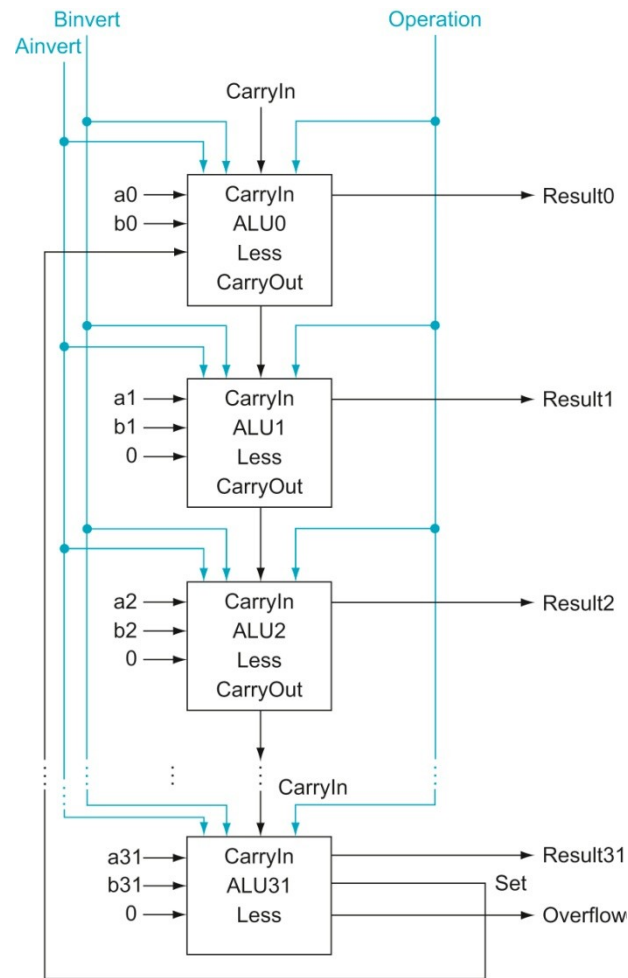 Binvert
Operation
Ainvert
CarryIn
a0
CarryIn
Result0
b0
ALU0
Less
CarryOut
a1
CarryIn
Result1
b1
ALU1
0
Less
CarryOut
a2
CarryIn
Result2
b2
ALU2
0
Less
CarryOut
CarryIn
a31
CarryIn
Result31
b31
ALU31
Set
0
Less
Overflow